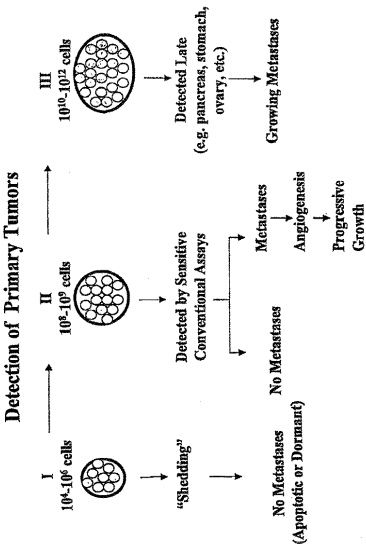 Detection of Primary Tumors
I
10⁴-10⁶ cells
"Shedding"
No Metastases
(Apoptotic or Dormant)
II
10⁸-10⁹ cells
Detected by Sensitive
Conventional Assays
No Metastases
Metastases
Angiogenesis
Progressive
Growth
III
10¹⁰-10¹² cells
Detected Late
(e.g. pancreas, stomach,
ovary, etc.)
Growing Metastases